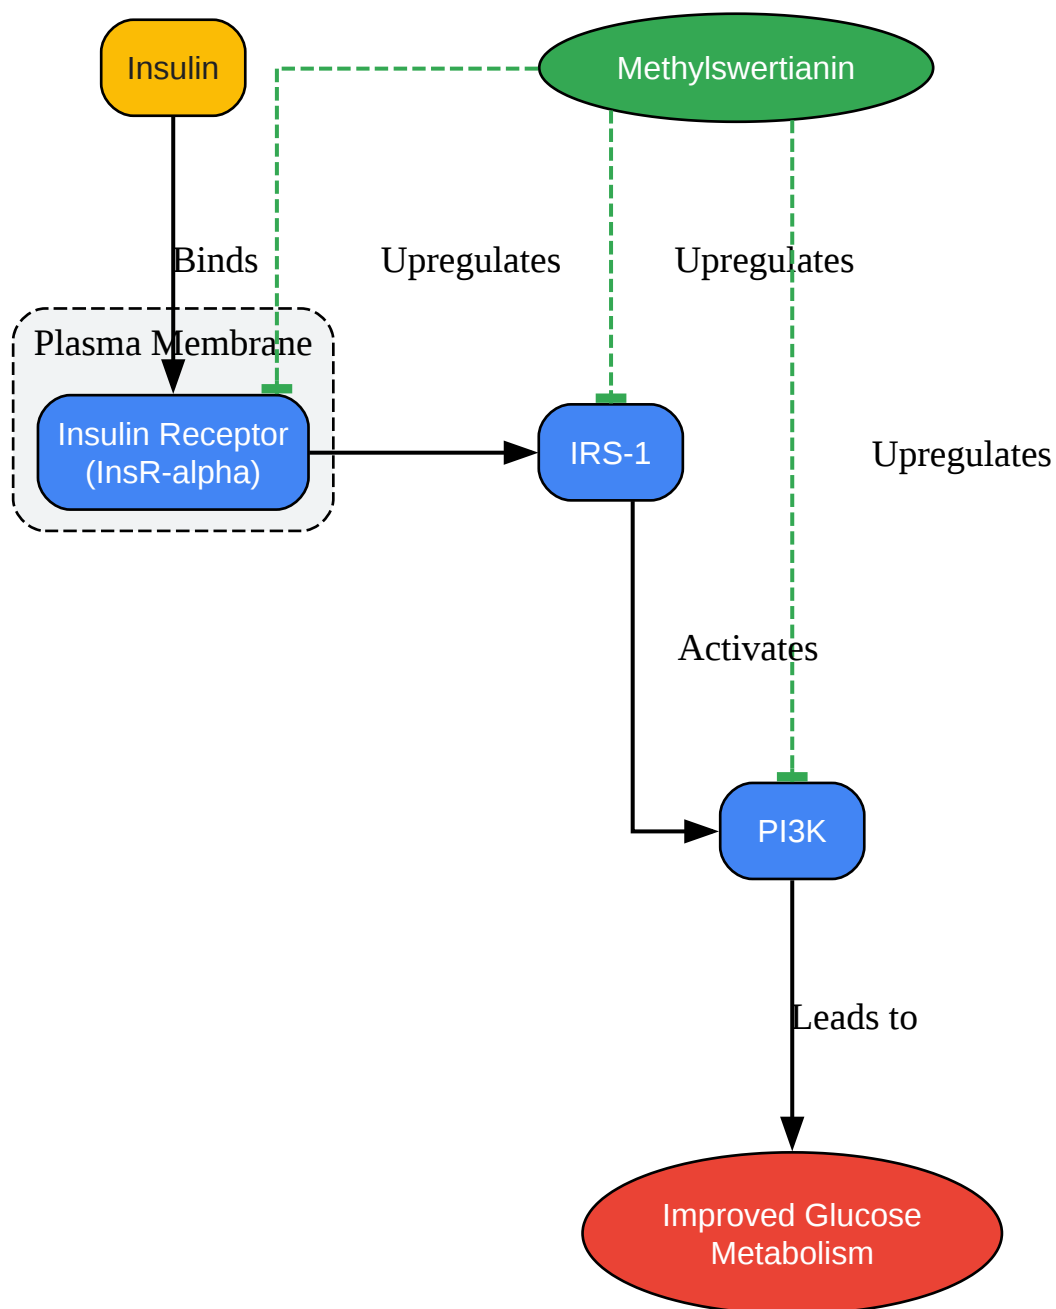 Insulin
Methylswertianin
Binds
Upregulates
Upregulates
Plasma Membrane
Insulin Receptor
(InsR-alpha)
IRS-1
Upregulates
Activates
PI3K
Leads to
Improved Glucose
Metabolism